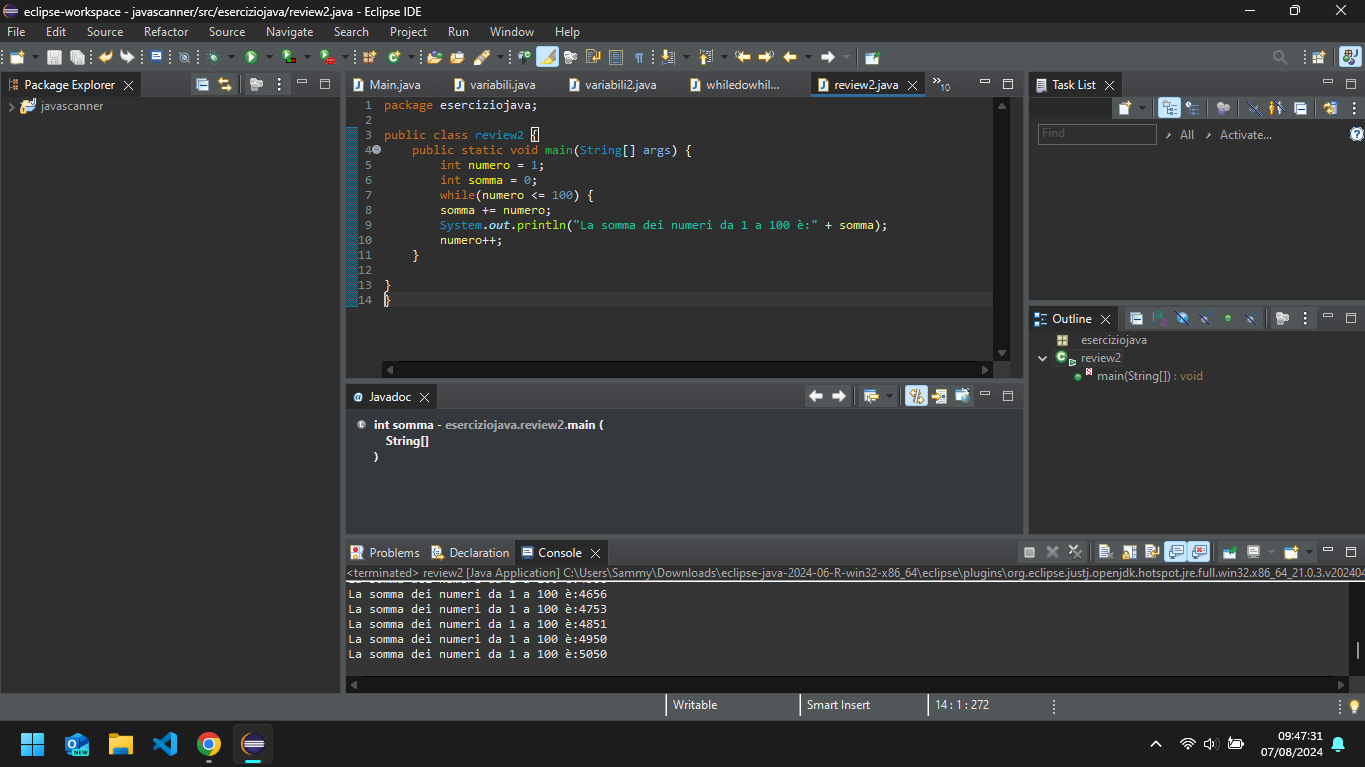 eclipse-workspace - javascanner/src/eserciziojava/review2.java - Eclipse IDE
File Edit Source Refactor Source Navigate Search Project Run Window Help
Package Explorer
javascanner
Main.java variabili.java variabili2.java whiledowhil... review2.java »10
1 package eserciziojava;
2
3 public class review2 {
4 public static void main(String[] args) {
5 int numero = 1;
6 int somma = 0;
7 while(numero <= 100) {
8 somma += numero;
9 System.out.println("La somma dei numeri da 1 a 100 è:" + somma);
10 numero++;
11 }
12
13 }
14 }
Task List
Find All Activate...
Outline
eserciziojava
review2
main(String[]) : void
Javadoc
int somma - eserciziojava.review2.main (
String[]
)
Problems Declaration Console
<terminated> review2 [Java Application] C:\Users\Sammy\Downloads\eclipse-java-2024-06-R-win32-x86_64\eclipse\plugins\org.eclipse.justj.openjdk.hotspot.jre.full.win32.x86_64_21.0.3.v202404
La somma dei numeri da 1 a 100 è:4656
La somma dei numeri da 1 a 100 è:4753
La somma dei numeri da 1 a 100 è:4851
La somma dei numeri da 1 a 100 è:4950
La somma dei numeri da 1 a 100 è:5050
Writable Smart Insert 14 : 1 : 272
NEW
09:47:31
07/08/2024